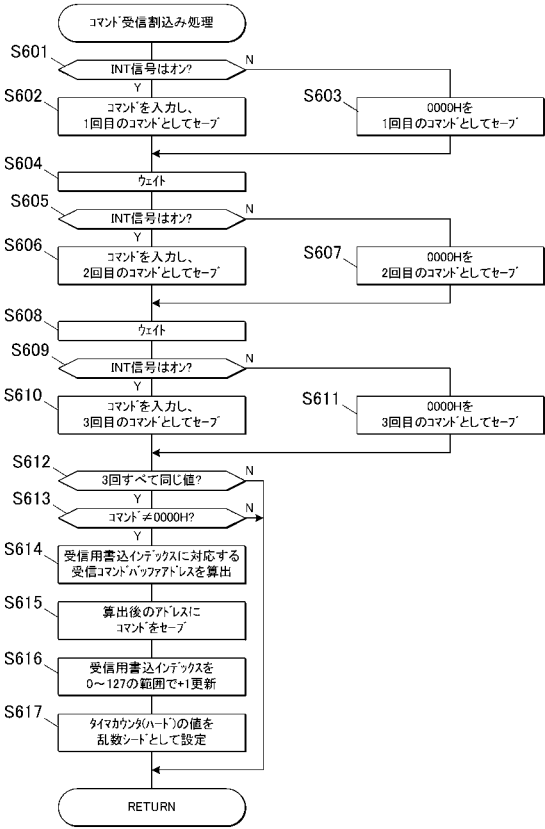 コマンド受信割込み処理
S601
INT信号はオン?
N
Y
S602
コマンドを入力し、
1回目のコマンドとしてセーブ
S603
0000Hを
1回目のコマンドとしてセーブ
S604
ウェイト
S605
INT信号はオン?
N
Y
S606
コマンドを入力し、
2回目のコマンドとしてセーブ
S607
0000Hを
2回目のコマンドとしてセーブ
S608
ウェイト
S609
INT信号はオン?
N
Y
S610
コマンドを入力し、
3回目のコマンドとしてセーブ
S611
0000Hを
3回目のコマンドとしてセーブ
S612
3回すべて同じ値?
N
Y
S613
コマンド≠0000H?
N
Y
S614
受信用書込インデックスに対応する
受信コマンドバッファアドレスを算出
S615
算出後のアドレスに
コマンドをセーブ
S616
受信用書込インデックスを
0～127の範囲で+1更新
S617
タイマカウンタ(ハード)の値を
乱数シードとして設定
RETURN